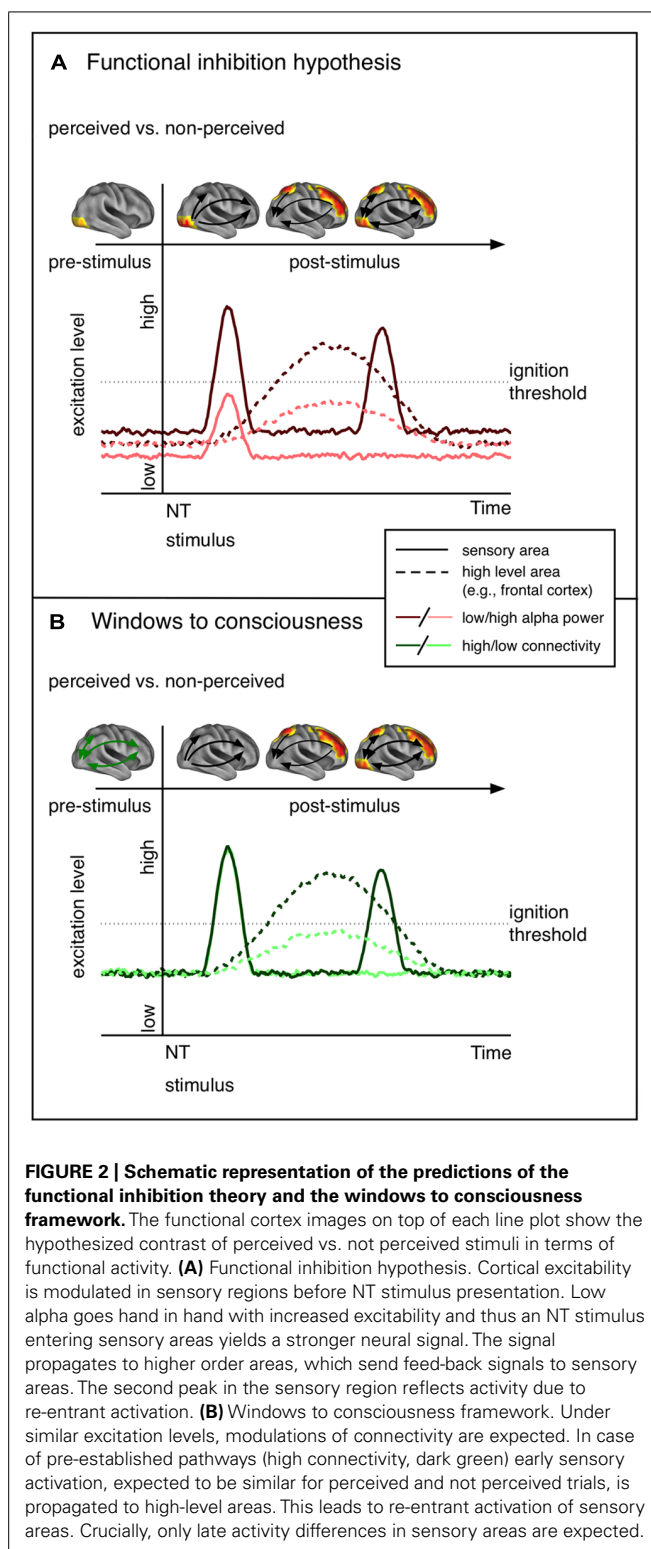 A Functional inhibition hypothesis
perceived vs. non-perceived
pre-stimulus
post-stimulus
high
excitation level
low
ignition
threshold
NT
stimulus
Time
sensory area
high level area
(e.g., frontal cortex)
low/high alpha power
high/low connectivity
B Windows to consciousness
perceived vs. non-perceived
pre-stimulus
post-stimulus
high
excitation level
low
ignition
threshold
NT
stimulus
Time
FIGURE 2 | Schematic representation of the predictions of the
functional inhibition theory and the windows to consciousness
framework. The functional cortex images on top of each line plot show the
hypothesized contrast of perceived vs. not perceived stimuli in terms of
functional activity. (A) Functional inhibition hypothesis. Cortical excitability
is modulated in sensory regions before NT stimulus presentation. Low
alpha goes hand in hand with increased excitability and thus an NT stimulus
entering sensory areas yields a stronger neural signal. The signal
propagates to higher order areas, which send feed-back signals to sensory
areas. The second peak in the sensory region reflects activity due to
re-entrant activation. (B) Windows to consciousness framework. Under
similar excitation levels, modulations of connectivity are expected. In case
of pre-established pathways (high connectivity, dark green) early sensory
activation, expected to be similar for perceived and not perceived trials, is
propagated to high-level areas. This leads to re-entrant activation of sensory
areas. Crucially, only late activity differences in sensory areas are expected.